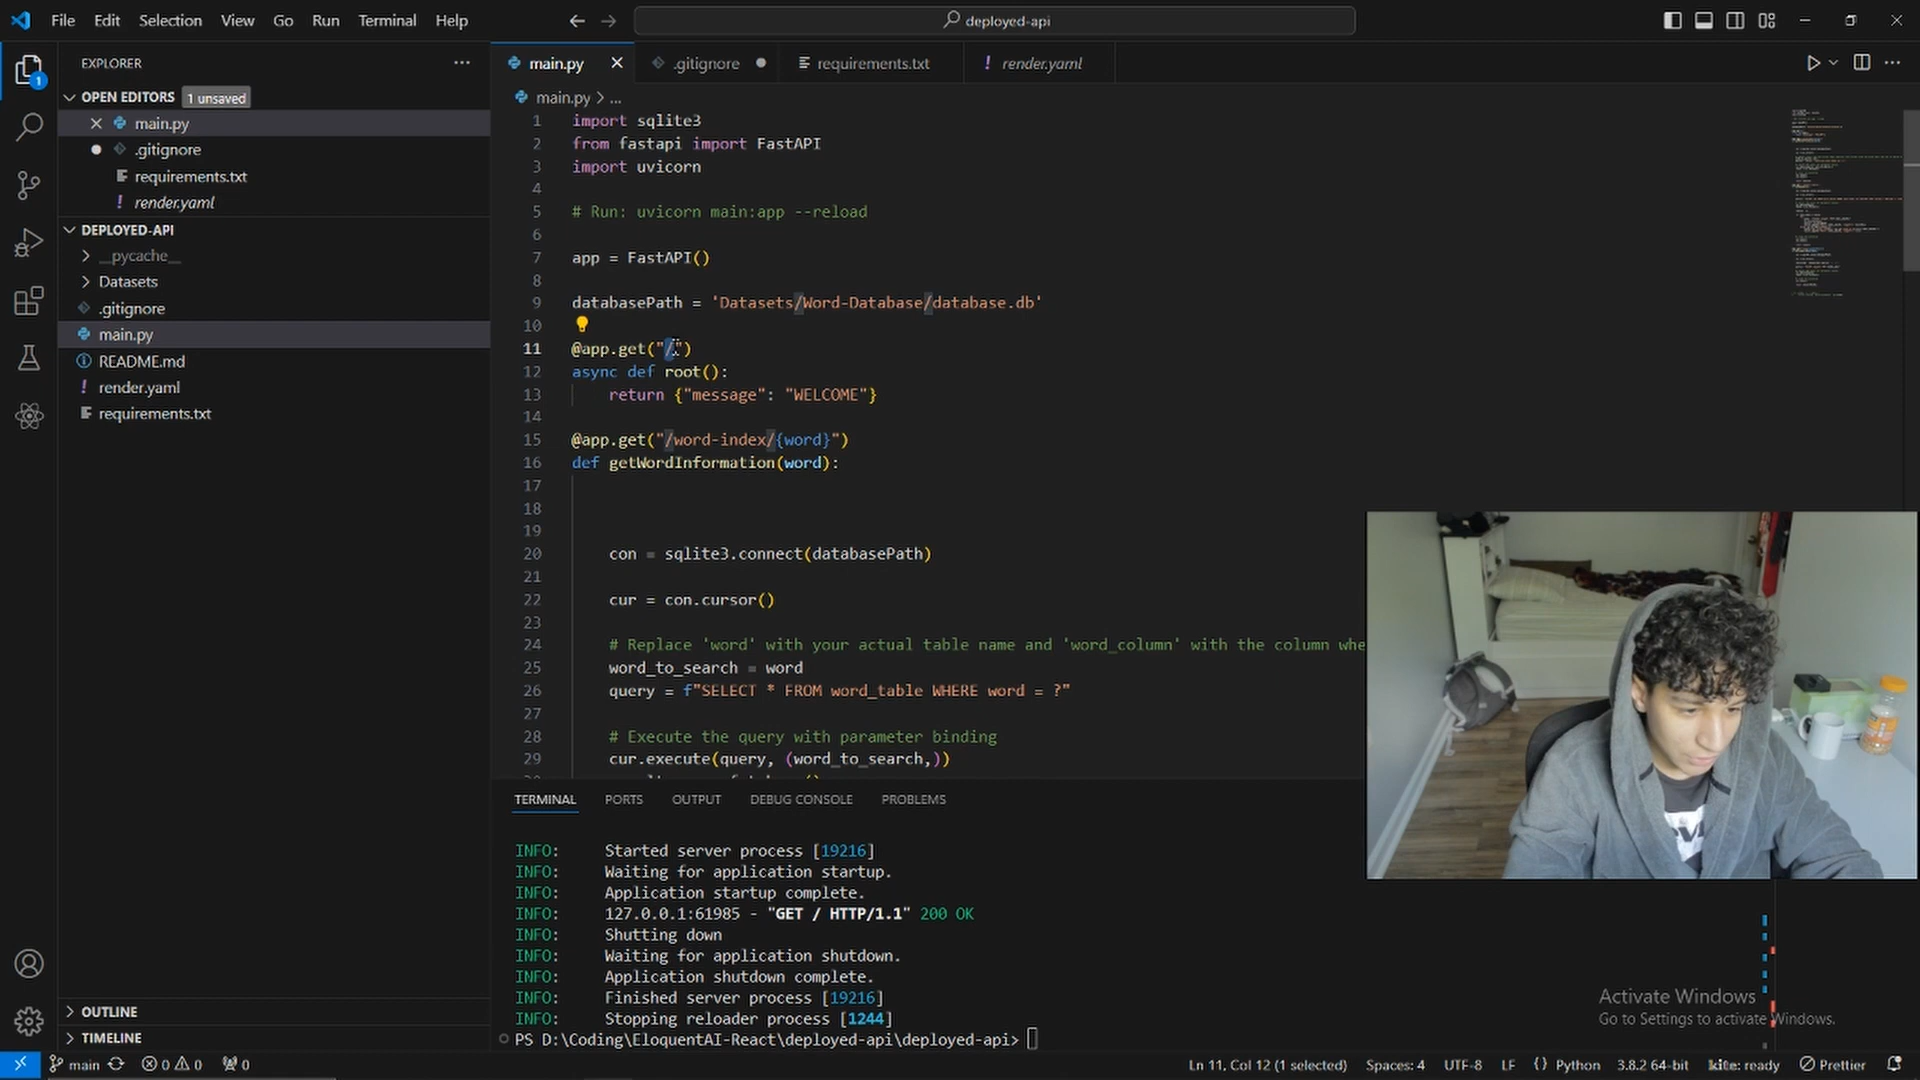 File Edit Selection View Go Run Terminal Help
deployed-api
EXPLORER
OPEN EDITORS 1 unsaved
main.py
.gitignore
requirements.txt
render.yaml
DEPLOYED-API
__pycache__
Datasets
.gitignore
main.py
README.md
render.yaml
requirements.txt
OUTLINE
TIMELINE
main.py .gitignore requirements.txt render.yaml
main.py > ...
1 import sqlite3
2 from fastapi import FastAPI
3 import uvicorn
4
5 # Run: uvicorn main:app --reload
6
7 app = FastAPI()
8
9 databasePath = 'Datasets/Word-Database/database.db'
10
11 @app.get("/")
12 async def root():
13 return {"message": "WELCOME"}
14
15 @app.get("/word-index/{word}")
16 def getWordInformation(word):
17
18
19
20 con = sqlite3.connect(databasePath)
21
22 cur = con.cursor()
23
24 # Replace 'word' with your actual table name and 'word_column' with the column whe
25 word_to_search = word
26 query = f"SELECT * FROM word_table WHERE word = ?"
27
28 # Execute the query with parameter binding
29 cur.execute(query, (word_to_search,))
TERMINAL PORTS OUTPUT DEBUG CONSOLE PROBLEMS
INFO: Started server process [19216]
INFO: Waiting for application startup.
INFO: Application startup complete.
INFO: 127.0.0.1:61985 - "GET / HTTP/1.1" 200 OK
INFO: Shutting down
INFO: Waiting for application shutdown.
INFO: Application shutdown complete.
INFO: Finished server process [19216]
INFO: Stopping reloader process [1244]
PS D:\Coding\EloquentAI-React\deployed-api\deployed-api>
Activate Windows
Go to Settings to activate Windows.
main 0 0 0 Ln 11, Col 12 (1 selected) Spaces: 4 UTF-8 LF {} Python 3.8.2 64-bit kite: ready Prettier